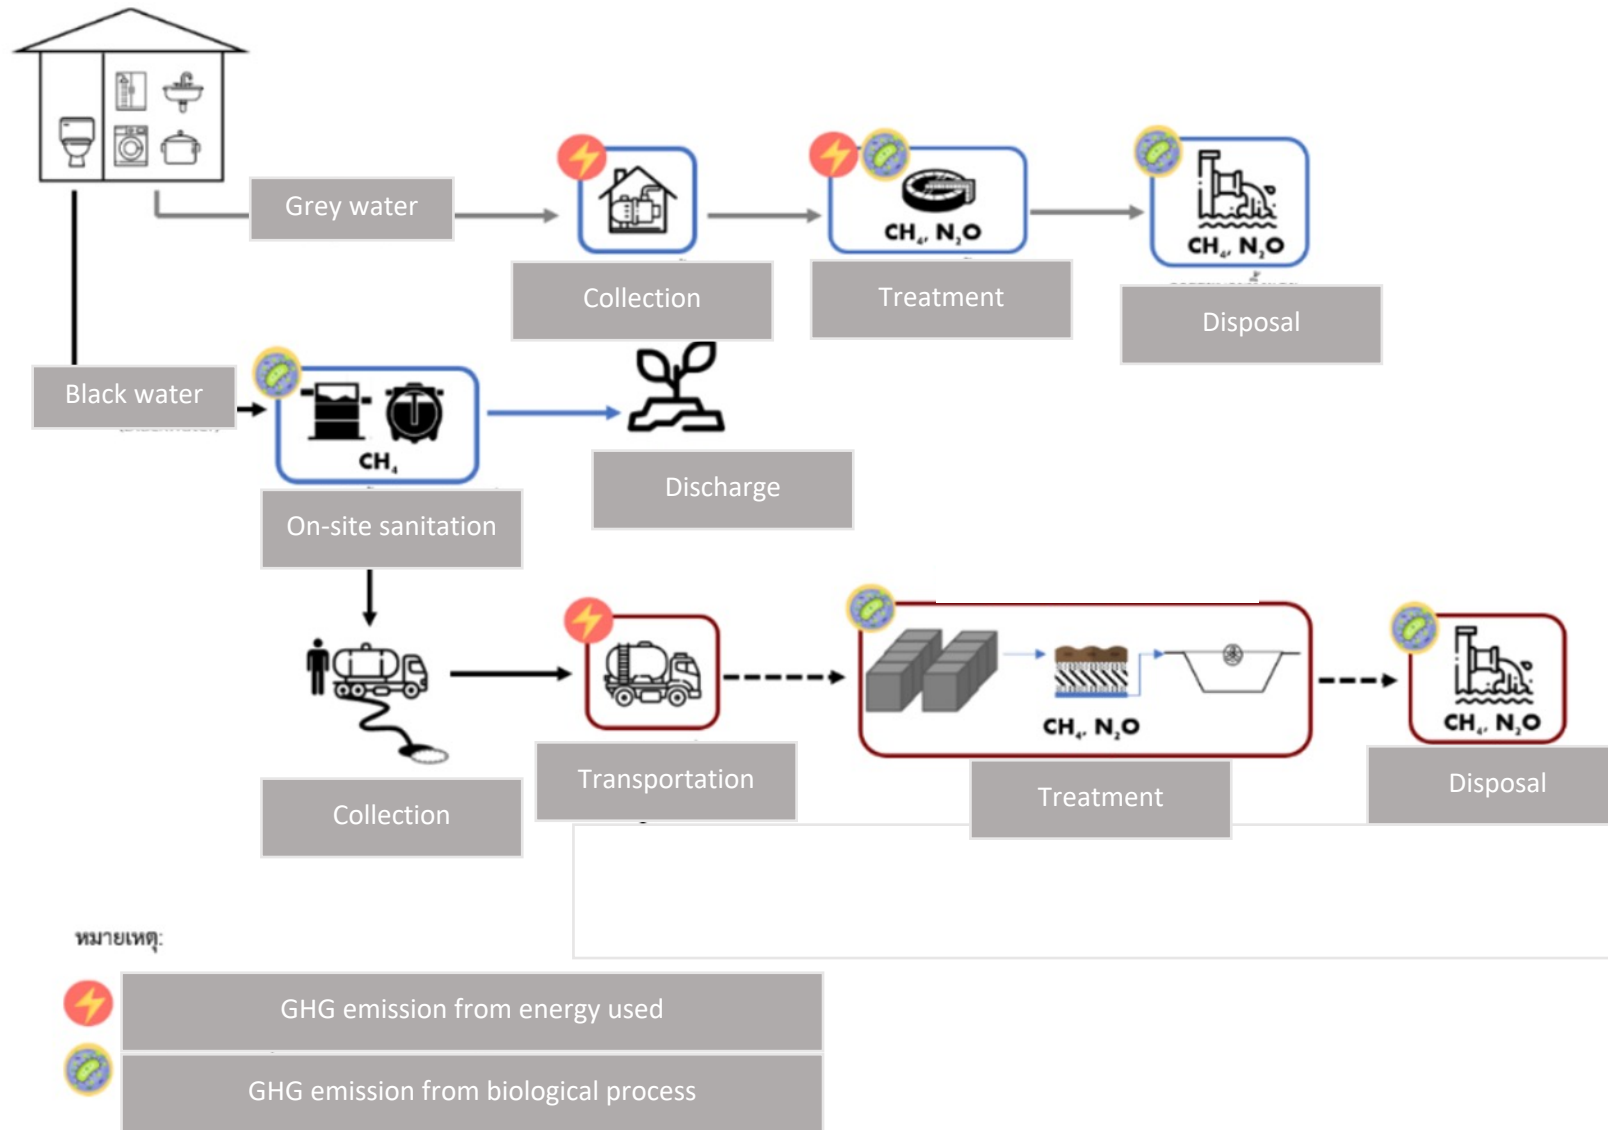 Grey water
Collection
CH₄, N₂O
Treatment
CH₄, N₂O
Disposal
Black water
CH₄
On-site sanitation
Discharge
Collection
Transportation
CH₄, N₂O
Treatment
CH₄, N₂O
Disposal
หมายเหตุ:
GHG emission from energy used
GHG emission from biological process